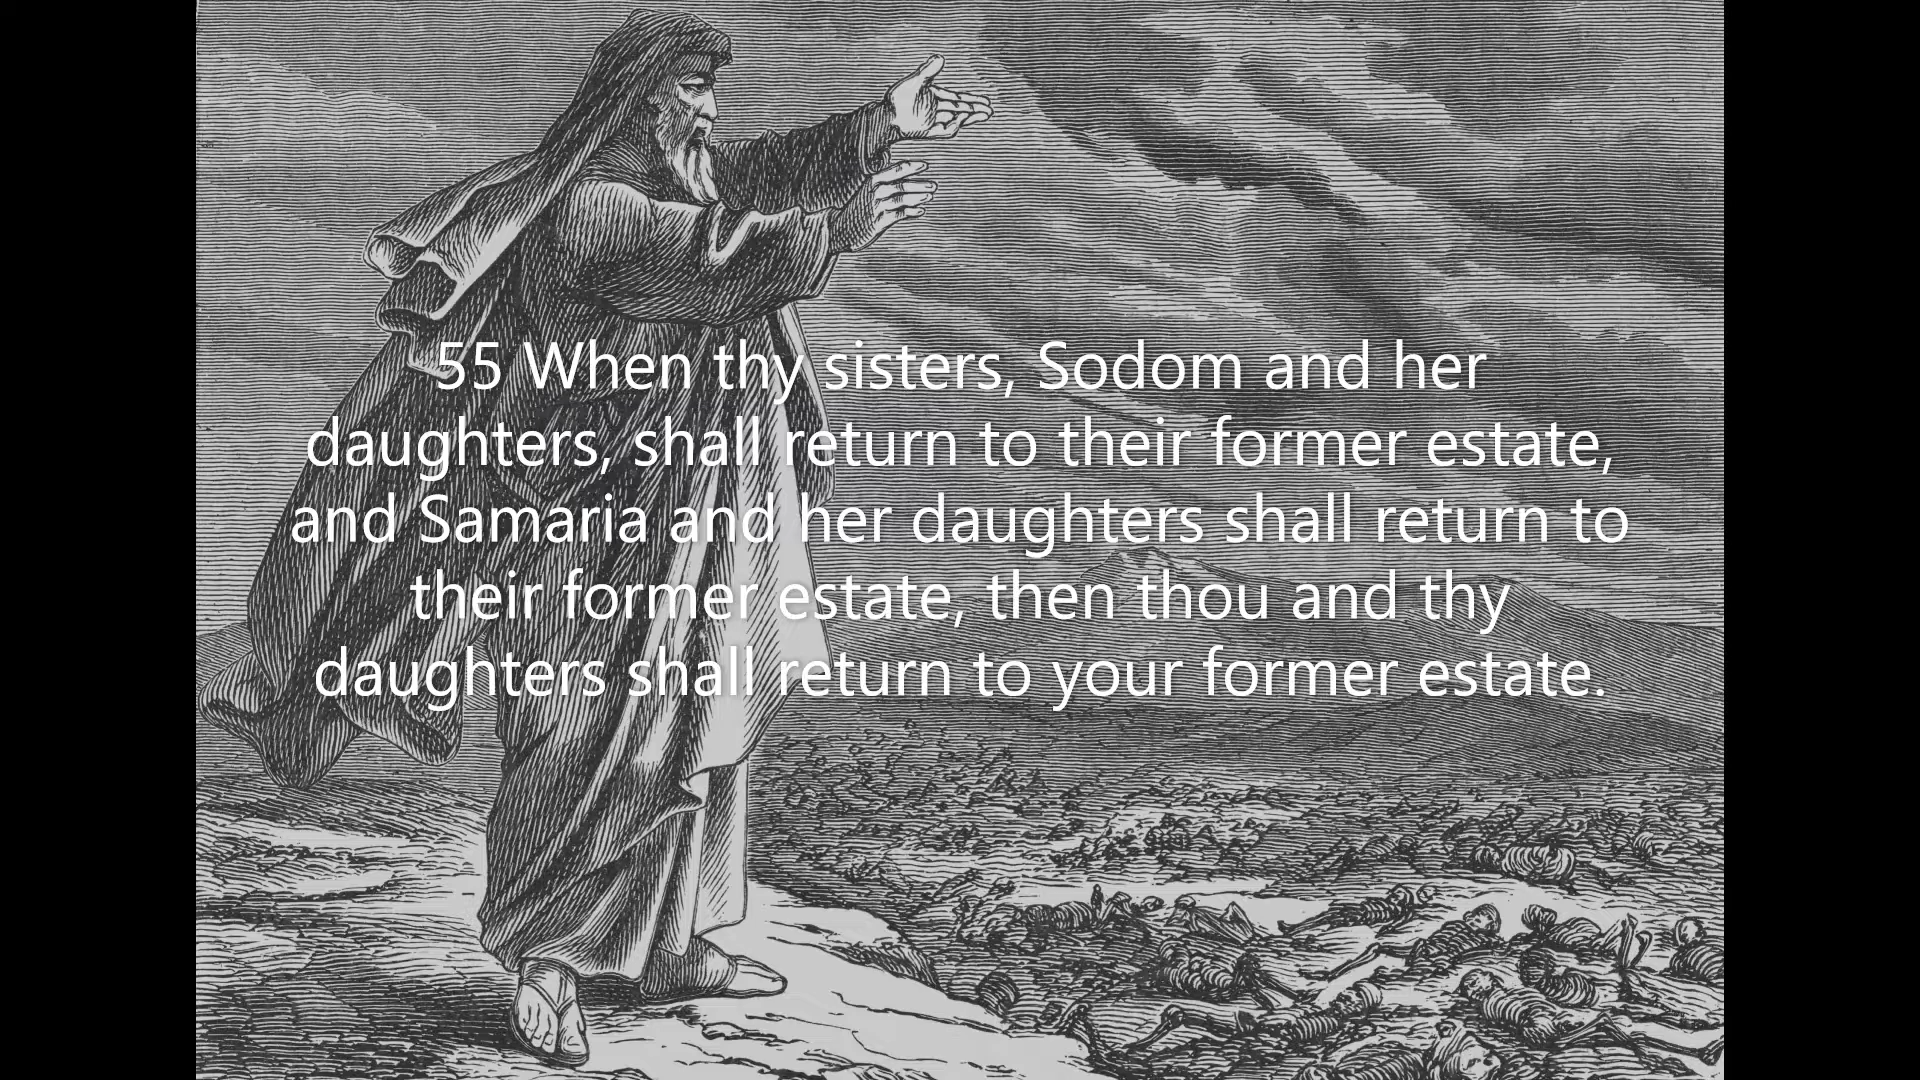 55 When thy sisters, Sodom and her
daughters, shall return to their former estate,
and Samaria and her daughters shall return to
their former estate, then thou and thy
daughters shall return to your former estate.